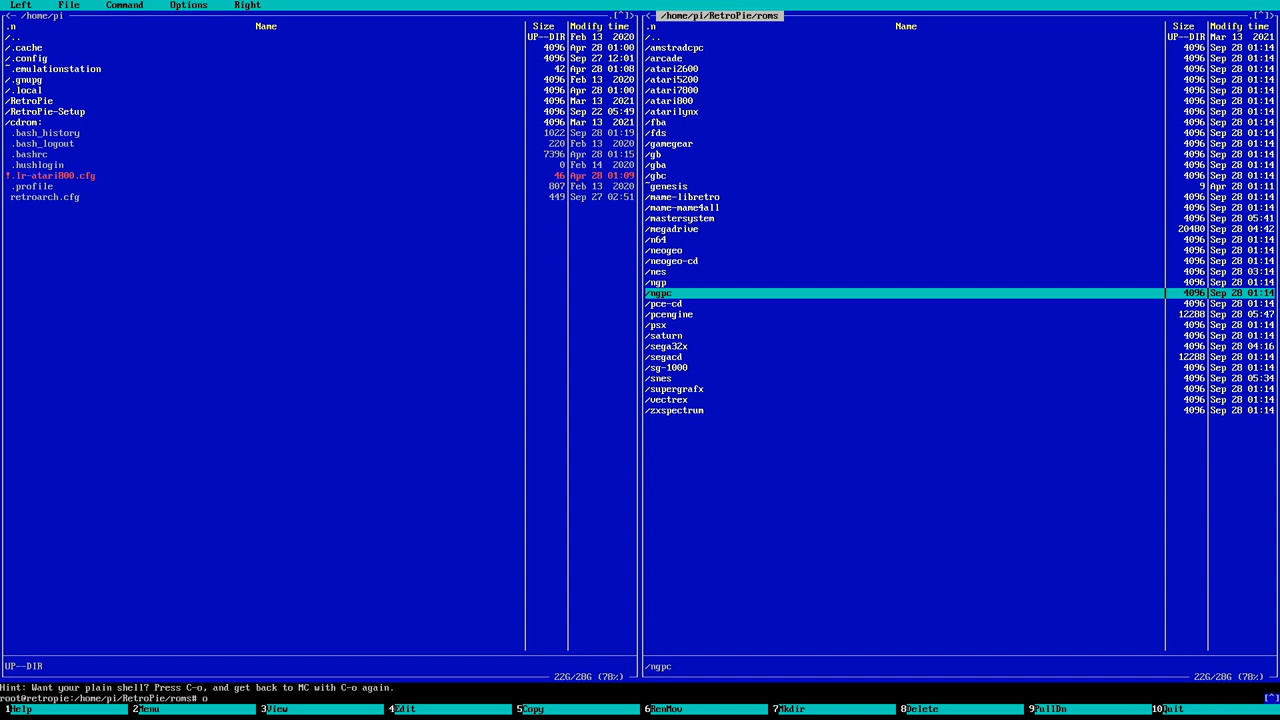 Left File Command Options Right
<─ /home/pi .[^]>
.n Name Size Modify time
/.. UP--DIR Feb 13 2020
/.cache 4096 Apr 28 01:00
/.config 4096 Sep 27 12:01
~.emulationstation 42 Apr 28 01:08
/.gnupg 4096 Feb 13 2020
/.local 4096 Apr 28 01:00
/RetroPie 4096 Mar 13 2021
/RetroPie-Setup 4096 Sep 22 05:49
/cdrom: 4096 Mar 13 2021
.bash_history 1022 Sep 28 01:19
.bash_logout 220 Feb 13 2020
.bashrc 7396 Apr 28 01:15
.hushlogin 0 Feb 14 2020
!.lr-atari800.cfg 46 Apr 28 01:09
.profile 807 Feb 13 2020
retroarch.cfg 449 Sep 27 02:51
UP--DIR
22G/28G (78%)
<─ /home/pi/RetroPie/roms .[^]>
.n Name Size Modify time
/.. UP--DIR Mar 13 2021
/amstradcpc 4096 Sep 28 01:14
/arcade 4096 Sep 28 01:14
/atari2600 4096 Sep 28 01:14
/atari5200 4096 Sep 28 01:14
/atari7800 4096 Sep 28 01:14
/atari800 4096 Sep 28 01:14
/atarilynx 4096 Sep 28 01:14
/fba 4096 Sep 28 01:14
/fds 4096 Sep 28 01:14
/gamegear 4096 Sep 28 01:14
/gb 4096 Sep 28 01:14
/gba 4096 Sep 28 01:14
/gbc 4096 Sep 28 01:14
~genesis 9 Apr 28 01:11
/mame-libretro 4096 Sep 28 01:14
/mame-mame4all 4096 Sep 28 01:14
/mastersystem 4096 Sep 28 05:41
/megadrive 20480 Sep 28 04:42
/n64 4096 Sep 28 01:14
/neogeo 4096 Sep 28 01:14
/neogeo-cd 4096 Sep 28 01:14
/nes 4096 Sep 28 03:14
/ngp 4096 Sep 28 01:14
/ngpc 4096 Sep 28 01:14
/pce-cd 4096 Sep 28 01:14
/pcengine 12288 Sep 28 05:47
/psx 4096 Sep 28 01:14
/saturn 4096 Sep 28 01:14
/sega32x 4096 Sep 28 04:16
/segacd 12288 Sep 28 01:14
/sg-1000 4096 Sep 28 01:14
/snes 4096 Sep 28 05:34
/supergrafx 4096 Sep 28 01:14
/vectrex 4096 Sep 28 01:14
/zxspectrum 4096 Sep 28 01:14
/ngpc
22G/28G (78%)
Hint: Want your plain shell? Press C-o, and get back to MC with C-o again.
root@retropie:/home/pi/RetroPie/roms# o [^]
1Help 2Menu 3View 4Edit 5Copy 6RenMov 7Mkdir 8Delete 9PullDn 10Quit